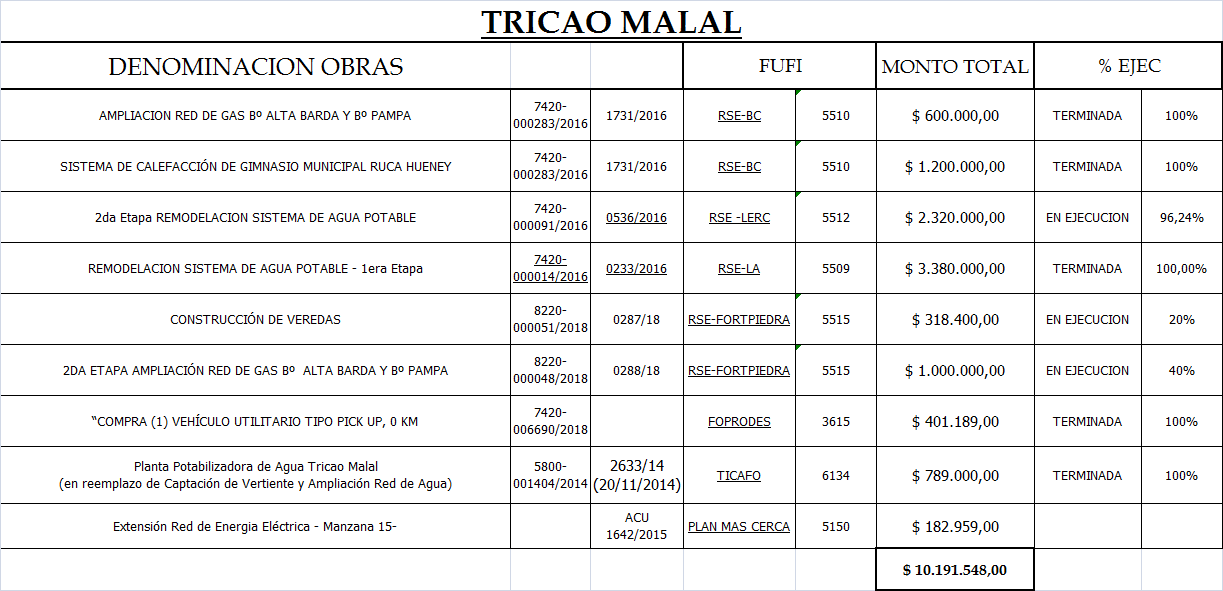 TRICAO MALAL
DENOMINACION OBRAS FUFI MONTO TOTAL % EJEC
AMPLIACION RED DE GAS Bº ALTA BARDA Y Bº PAMPA 7420-000283/2016 1731/2016 RSE-BC 5510 $ 600.000,00 TERMINADA 100%
SISTEMA DE CALEFACCIÓN DE GIMNASIO MUNICIPAL RUCA HUENEY 7420-000283/2016 1731/2016 RSE-BC 5510 $ 1.200.000,00 TERMINADA 100%
2da Etapa REMODELACION SISTEMA DE AGUA POTABLE 7420-000091/2016 0536/2016 RSE -LERC 5512 $ 2.320.000,00 EN EJECUCION 96,24%
REMODELACION SISTEMA DE AGUA POTABLE - 1era Etapa 7420-000014/2016 0233/2016 RSE-LA 5509 $ 3.380.000,00 TERMINADA 100,00%
CONSTRUCCIÓN DE VEREDAS 8220-000051/2018 0287/18 RSE-FORTPIEDRA 5515 $ 318.400,00 EN EJECUCION 20%
2DA ETAPA AMPLIACIÓN RED DE GAS Bº  ALTA BARDA Y Bº PAMPA 8220-000048/2018 0288/18 RSE-FORTPIEDRA 5515 $ 1.000.000,00 EN EJECUCION 40%
“COMPRA (1) VEHÍCULO UTILITARIO TIPO PICK UP, 0 KM 7420-006690/2018 FOPRODES 3615 $ 401.189,00 TERMINADA 100%
Planta Potabilizadora de Agua Tricao Malal
(en reemplazo de Captación de Vertiente y Ampliación Red de Agua) 5800-001404/2014 2633/14 (20/11/2014) TICAFO 6134 $ 789.000,00 TERMINADA 100%
Extensión Red de Energia Eléctrica - Manzana 15- ACU 1642/2015 PLAN MAS CERCA 5150 $ 182.959,00
$ 10.191.548,00